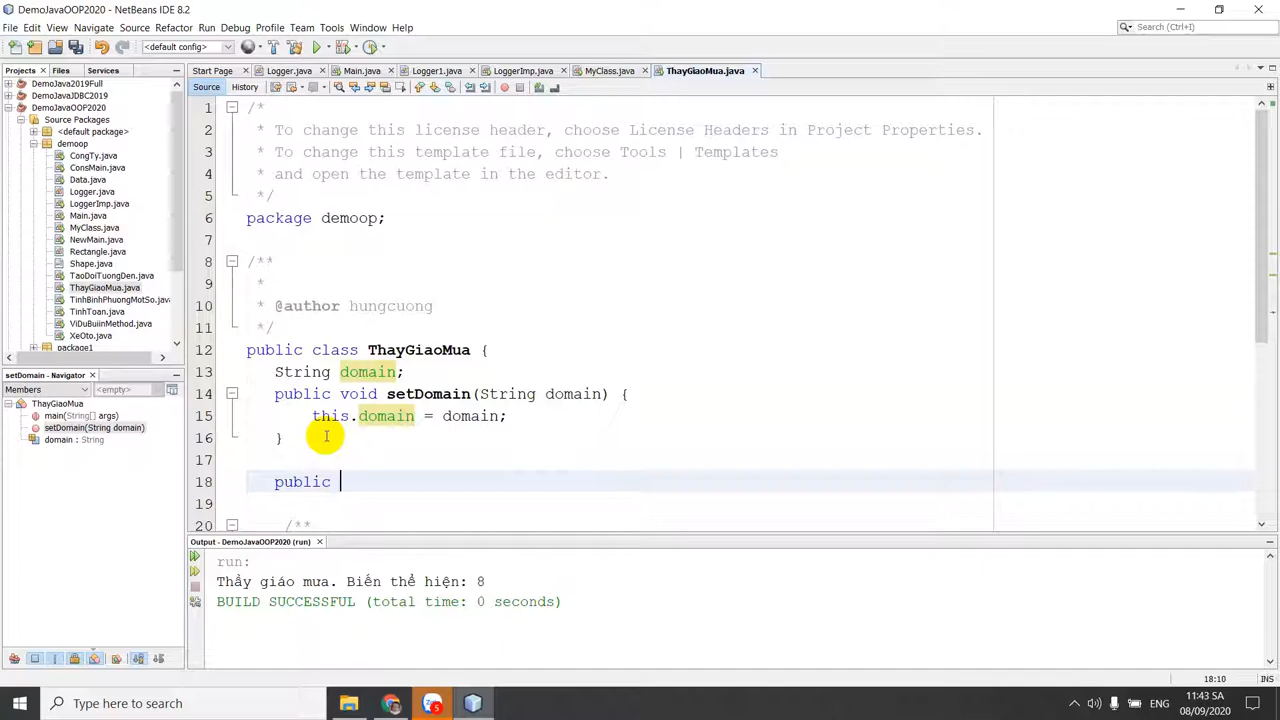 DemoJavaOOP2020 - NetBeans IDE 8.2
File Edit View Navigate Source Refactor Run Debug Profile Team Tools Window Help
Search (Ctrl+I)
<default config>
Projects Files Services
Start Page Logger.java Main.java Logger1.java LoggerImp.java MyClass.java ThayGiaoMua.java
Source History
DemoJava2019Full
DemoJavaJDBC2019
DemoJavaOOP2020
Source Packages
<default package>
demoop
CongTy.java
ConsMain.java
Data.java
Logger.java
LoggerImp.java
Main.java
MyClass.java
NewMain.java
Rectangle.java
Shape.java
TaoDoiTuongDen.java
ThayGiaoMua.java
TinhBinhPhuongMotSo.java
TinhToan.java
ViDuBuiinMethod.java
XeOto.java
package1
setDomain - Navigator
Members <empty>
ThayGiaoMua
main(String[] args)
setDomain(String domain)
domain : String
1 /*
2 * To change this license header, choose License Headers in Project Properties.
3 * To change this template file, choose Tools | Templates
4 * and open the template in the editor.
5 */
6 package demoop;
7
8 /**
9 *
10 * @author hungcuong
11 */
12 public class ThayGiaoMua {
13 String domain;
14 public void setDomain(String domain) {
15 this.domain = domain;
16 }
17
18 public
19
20 /**
Output - DemoJavaOOP2020 (run)
run:
Thầy giáo mưa. Biến thể hiện: 8
BUILD SUCCESSFUL (total time: 0 seconds)
18:10 INS
Type here to search
5
ENG
11:43 SA
08/09/2020